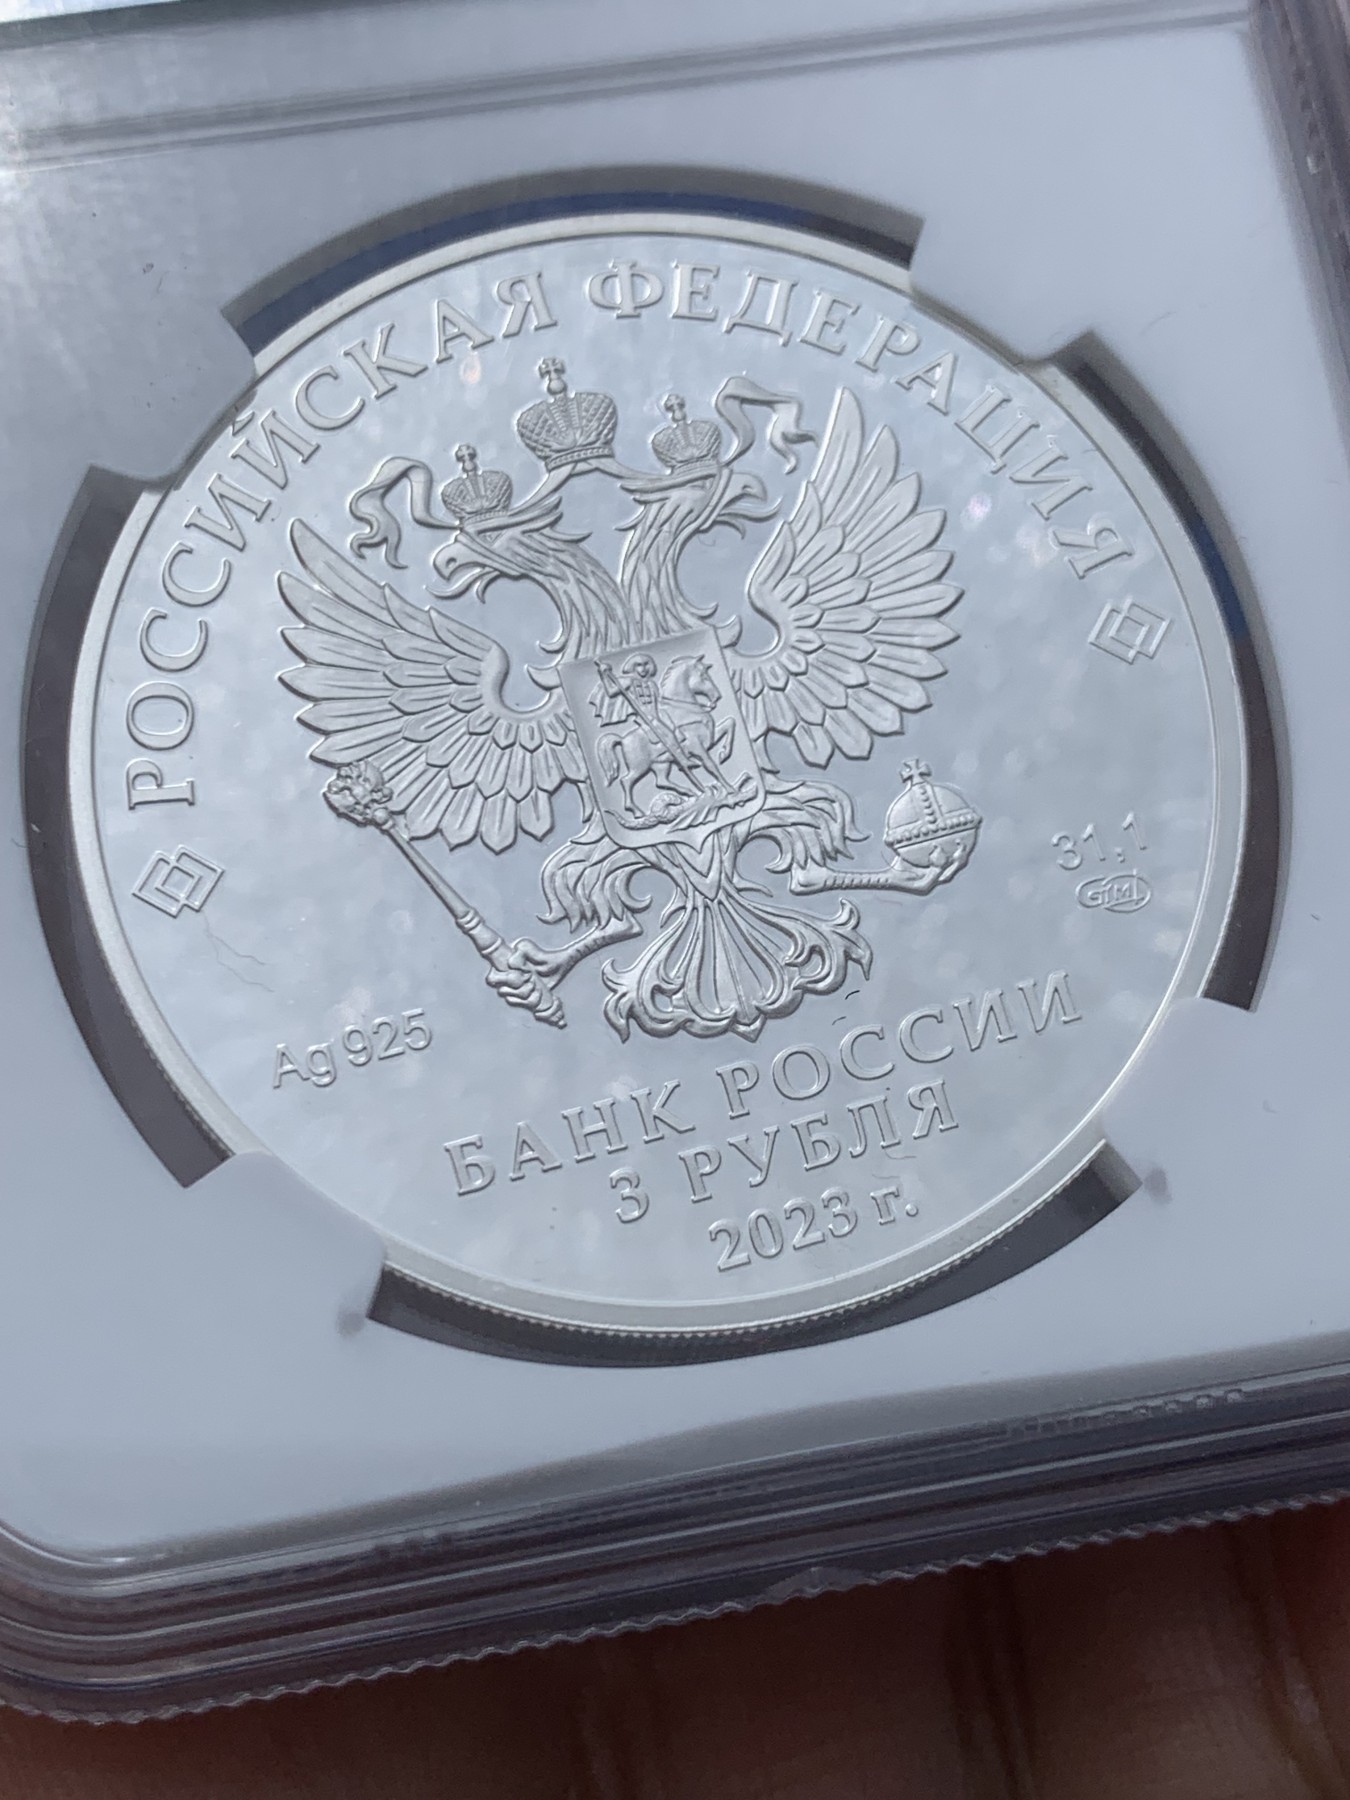 РОССИЙСКАЯ ФЕДЕРАЦИЯ
31,1
Ag 925
БАНК РОССИИ
3 РУБЛЯ
2023 г.